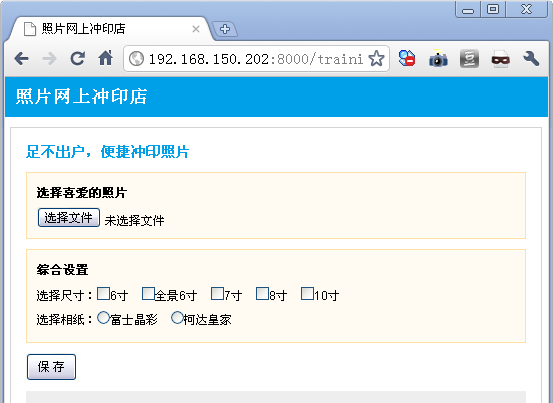 照片网上冲印店
192.168.150.202:8000/traini
照片网上冲印店
足不出户，便捷冲印照片
选择喜爱的照片
选择文件 未选择文件
综合设置
选择尺寸：6寸 全景6寸 7寸 8寸 10寸
选择相纸：富士晶彩 柯达皇家
保存